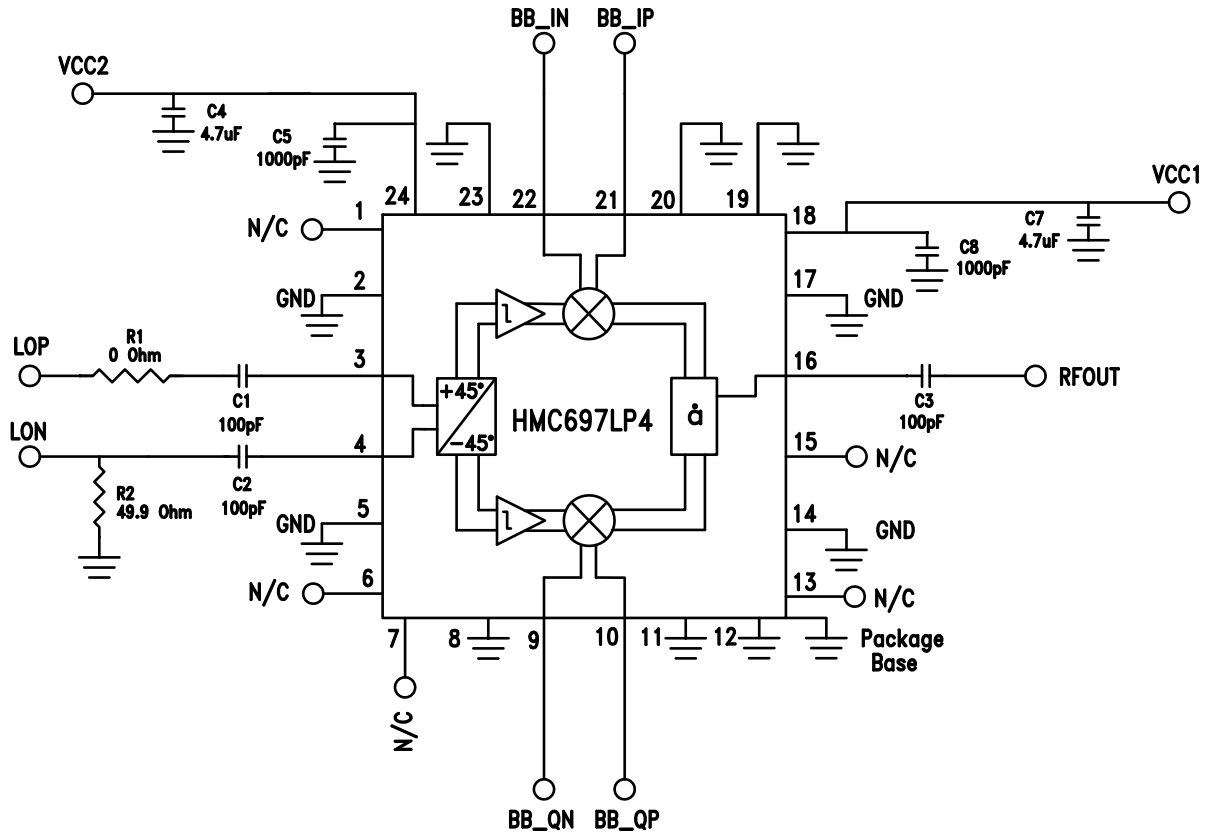 BB_IN
BB_IP
VCC2
C4
4.7uF
C5
1000pF
24
23
22
21
20
19
VCC1
C7
4.7uF
C8
1000pF
1
N/C
18
2
GND
17
GND
LOP
R1
0 Ohm
3
C1
100pF
+45°
-45°
HMC697LP4
å
16
C3
100pF
RFOUT
LON
4
C2
100pF
R2
49.9 Ohm
15
N/C
5
GND
14
GND
6
N/C
13
N/C
7
N/C
8
9
10
11
12
Package
Base
BB_QN
BB_QP